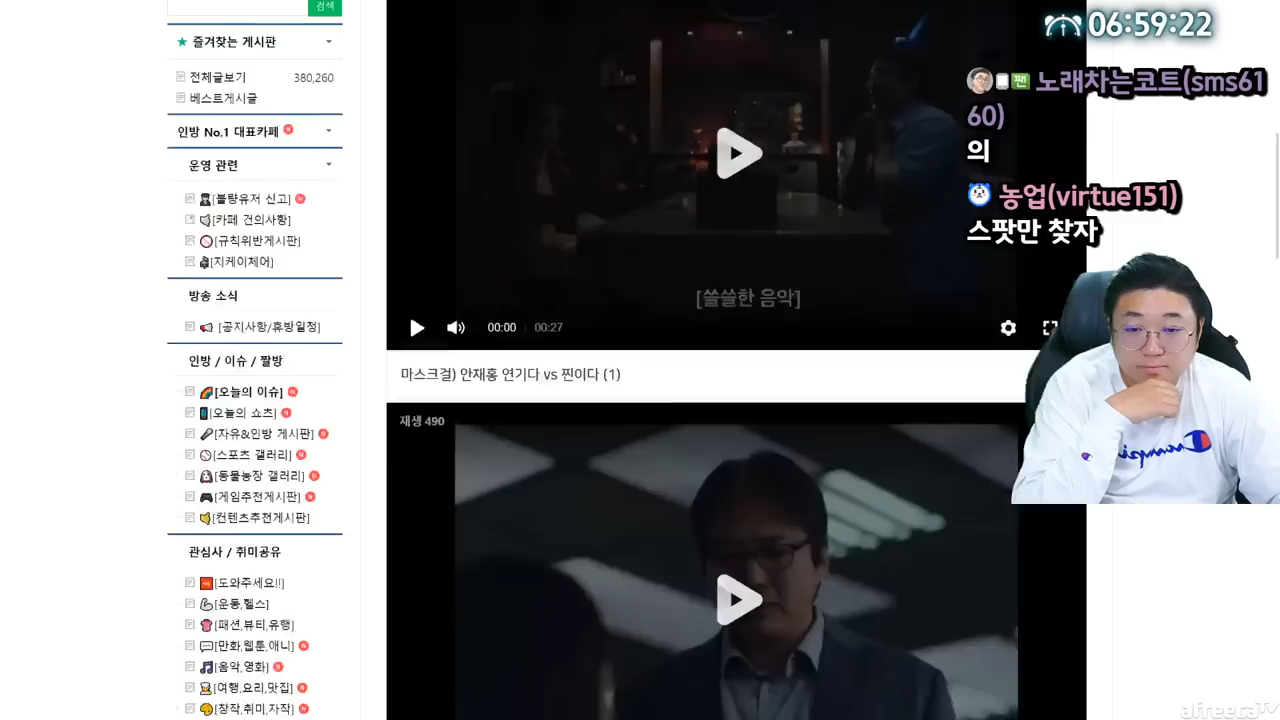 검색
즐겨찾는 게시판
전체글보기 380,260
베스트게시글
인방 No.1 대표카페
운영 관련
[불량유저 신고]
[카페 건의사항]
[규칙위반게시판]
[지케이체어]
방송 소식
[공지사항/휴방일정]
인방 / 이슈 / 짤방
[오늘의 이슈]
[오늘의 쇼츠]
[자유&인방 게시판]
[스포츠 갤러리]
[동물농장 갤러리]
[게임추천게시판]
[컨텐츠추천게시판]
관심사 / 취미공유
[도와주세요!!]
[운동,헬스]
[패션,뷰티,유행]
[만화,웹툰,애니]
[음악,영화]
[여행,요리,맛집]
[창작,취미,자작]
[쓸쓸한 음악]
00:00 00:27
마스크걸) 안재홍 연기다 vs 찐이다 (1)
재생 490
06:59:22
팬 노래차는코트(sms61
60)
의
농업(virtue151)
스팟만 찾자
Champion
afreecaTV